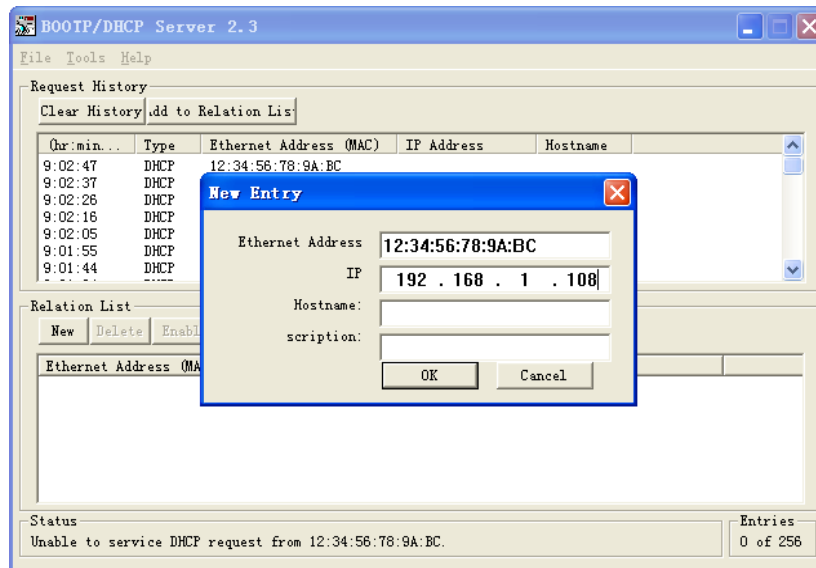 BOOTP/DHCP Server 2.3
File Tools Help
Request History
Clear History dd to Relation Lis
(hr:min... Type Ethernet Address (MAC) IP Address Hostname
9:02:47 DHCP 12:34:56:78:9A:BC
9:02:37 DHCP
9:02:26 DHCP
9:02:16 DHCP
9:02:05 DHCP
9:01:55 DHCP
9:01:44 DHCP
New Entry
Ethernet Address 12:34:56:78:9A:BC
IP 192 . 168 . 1 . 108
Hostname:
scription:
OK Cancel
Relation List
New Delete Enabl
Ethernet Address (MA
Status
Unable to service DHCP request from 12:34:56:78:9A:BC.
Entries
0 of 256